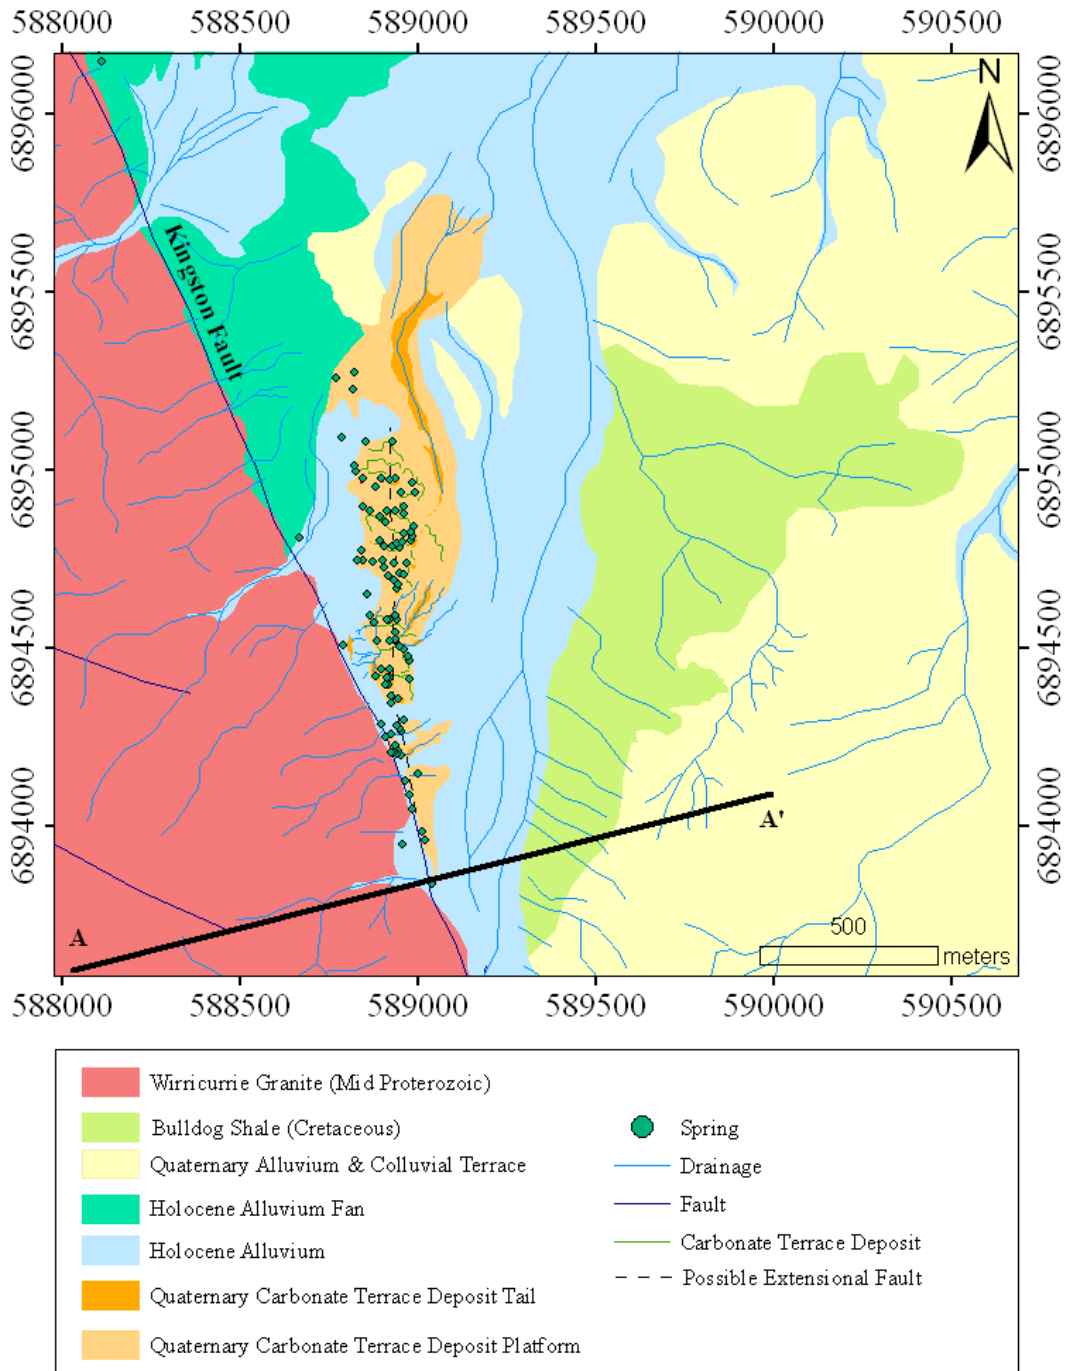 588000 588500 589000 589500 590000 590500
6896000
6895500
6895000
6894500
6894000
N
6896000
6895500
6895000
6894500
6894000
Kingston Fault
A
A'
500
meters
588000 588500 589000 589500 590000 590500
Wirricurrie Granite (Mid Proterozoic)
Bulldog Shale (Cretaceous)
Quaternary Alluvium & Colluvial Terrace
Holocene Alluvium Fan
Holocene Alluvium
Quaternary Carbonate Terrace Deposit Tail
Quaternary Carbonate Terrace Deposit Platform
Spring
Drainage
Fault
Carbonate Terrace Deposit
Possible Extensional Fault